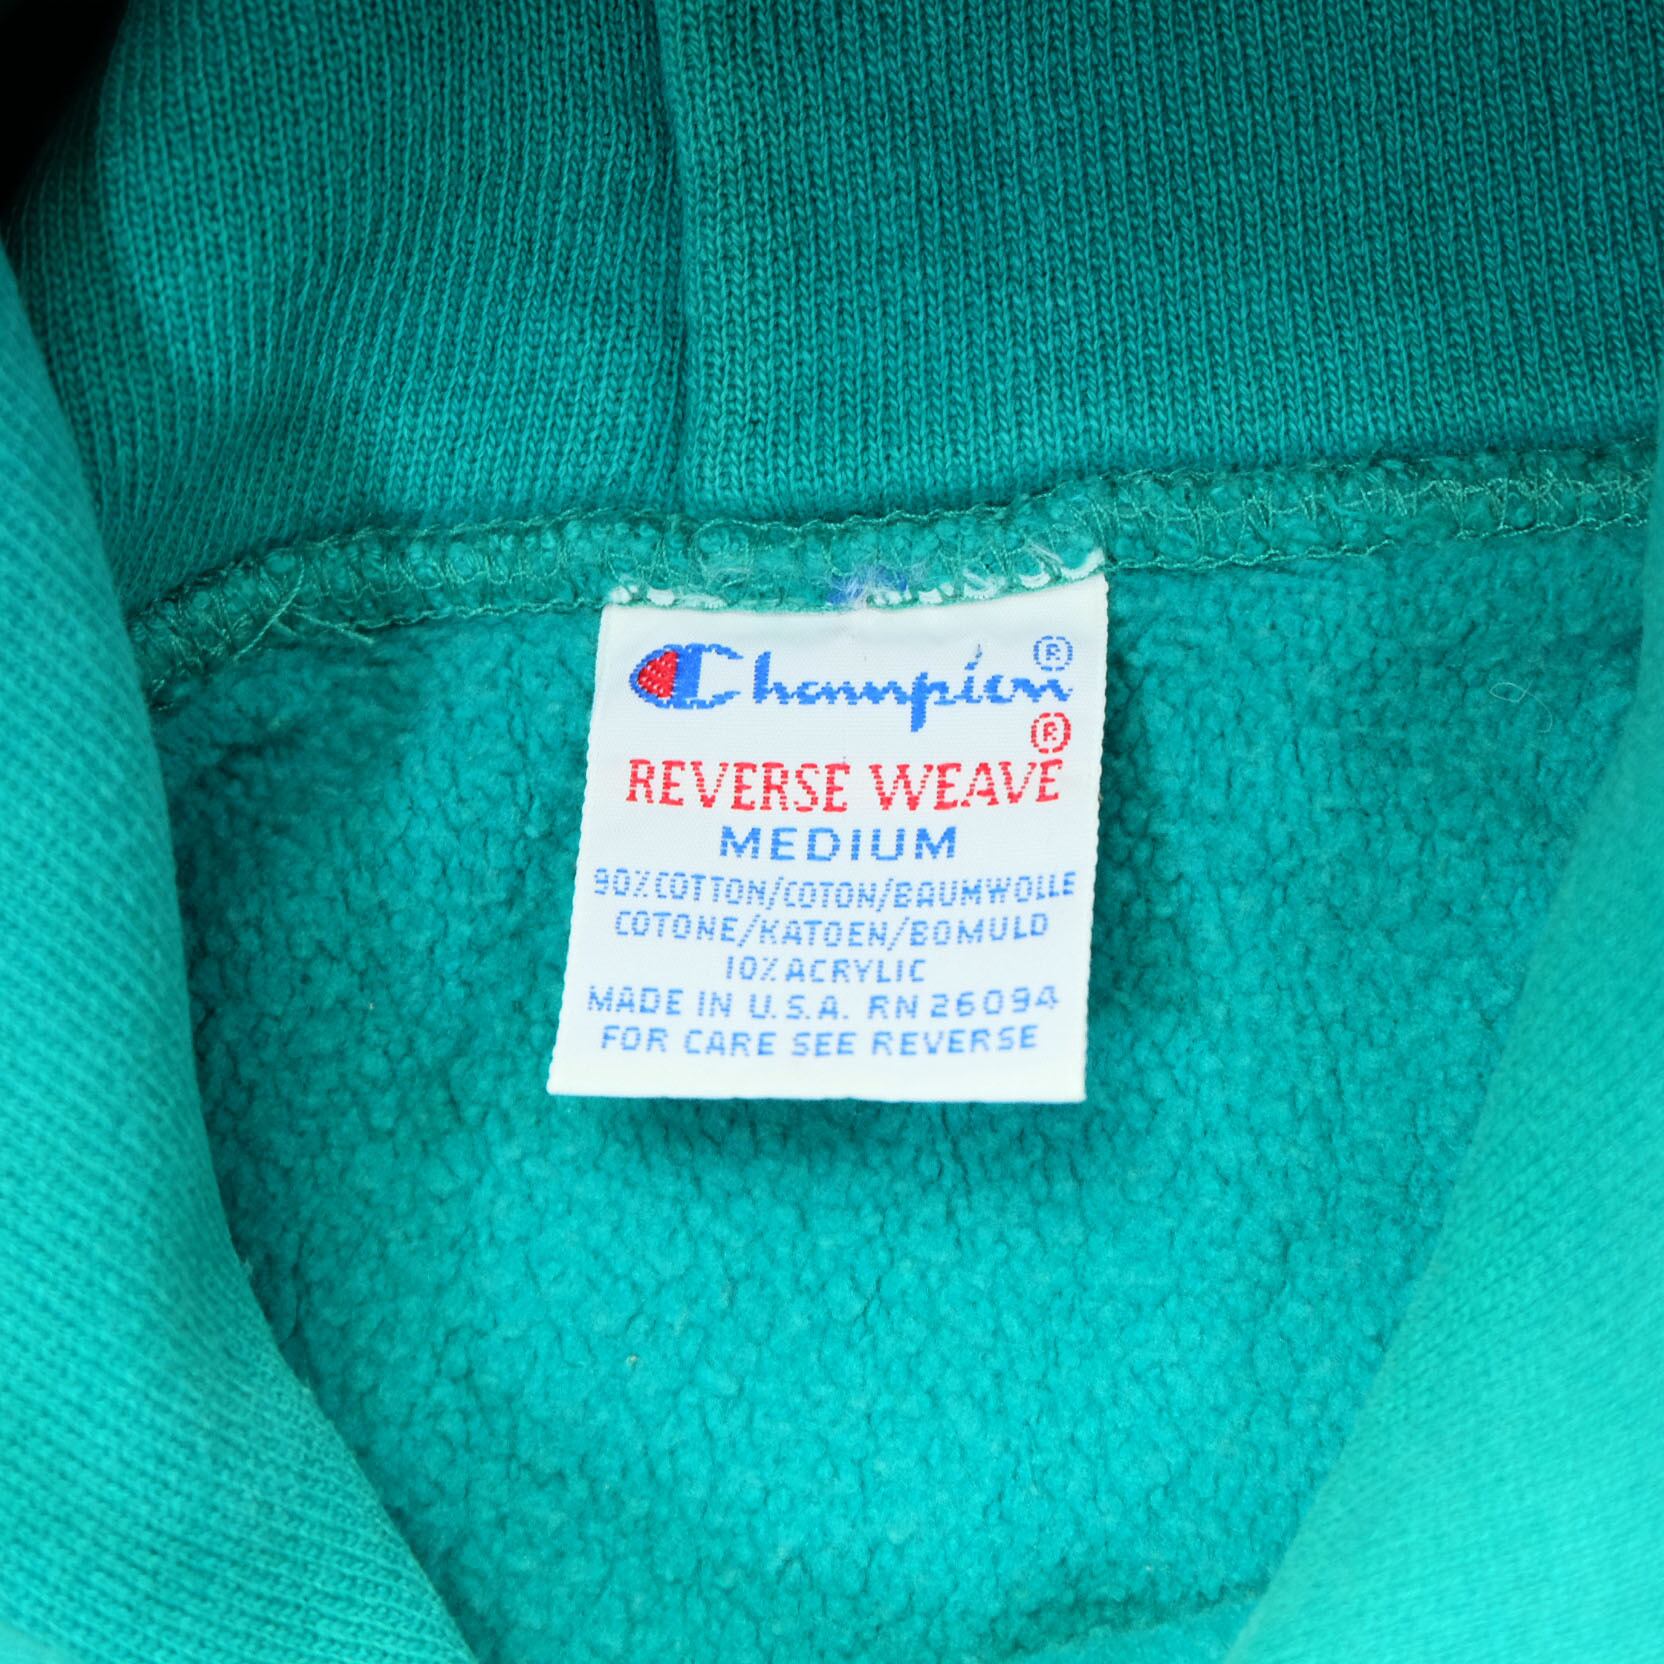 Champion®
®
REVERSE WEAVE
MEDIUM
90%COTTON/COTON/BAUMWOLLE
COTONE/KATOEN/BOMULD
10% ACRYLIC
MADE IN U.S.A. RN 26094
FOR CARE SEE REVERSE